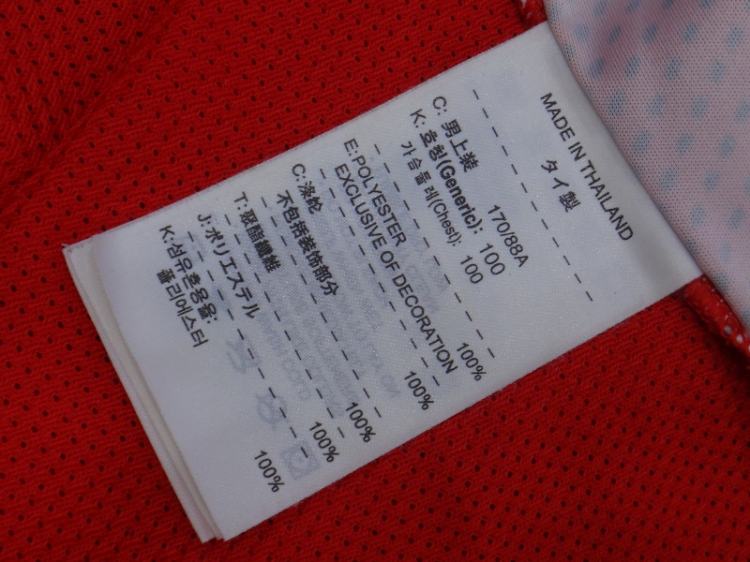 MADE IN THAILAND
タイ製
C: 男上裝 170/88A
K: 호칭(Generic): 100
가슴둘레(Chest): 100
E:POLYESTER 100%
EXCLUSIVE OF DECORATION
C: 涤纶 100%
不包括装饰部分
T: 聚酯纖維 100%
J:ポリエステル 100%
K:섬유혼용율: 100%
폴리에스터